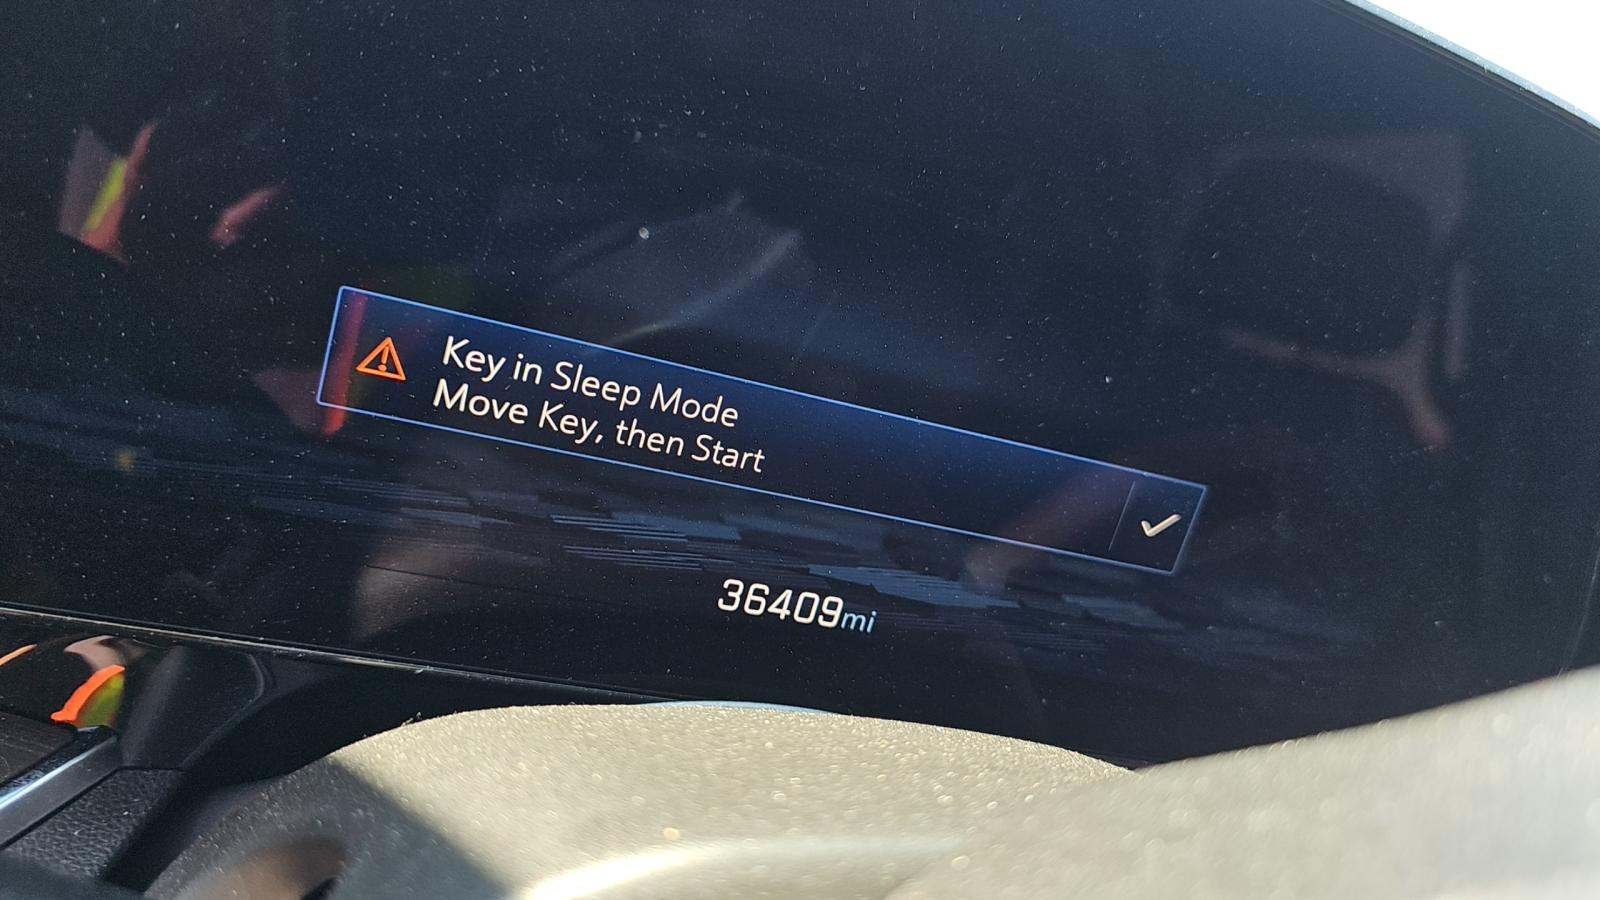 Key in Sleep Mode
Move Key, then Start
36409mi